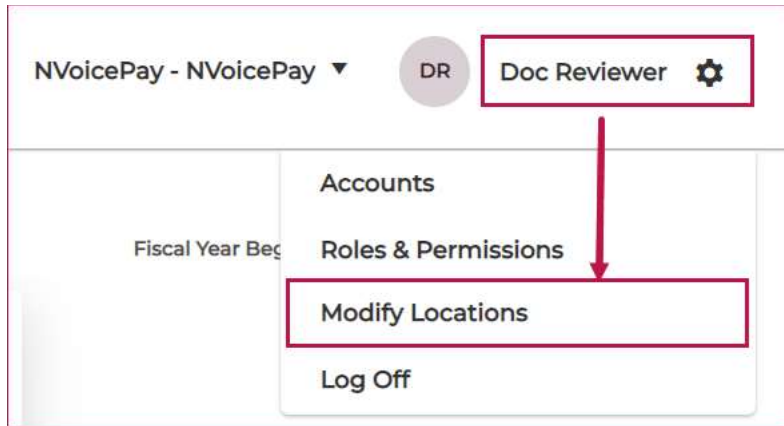 NVoicePay - NVoicePay
DR
Doc Reviewer
Accounts
Fiscal Year Beg
Roles & Permissions
Modify Locations
Log Off